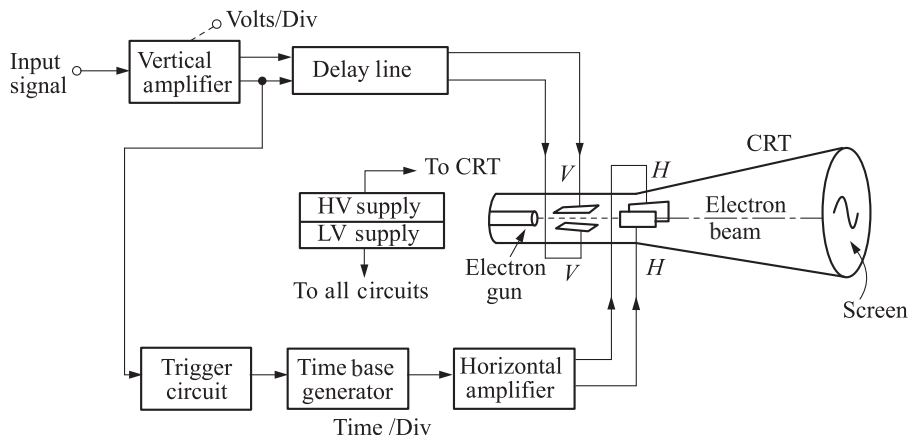 Volts/Div
Input
signal
Vertical
amplifier
Delay line
CRT
To CRT
V
H
HV supply
LV supply
Electron
beam
Electron
gun
V
H
To all circuits
Screen
Trigger
circuit
Time base
generator
Horizontal
amplifier
Time /Div